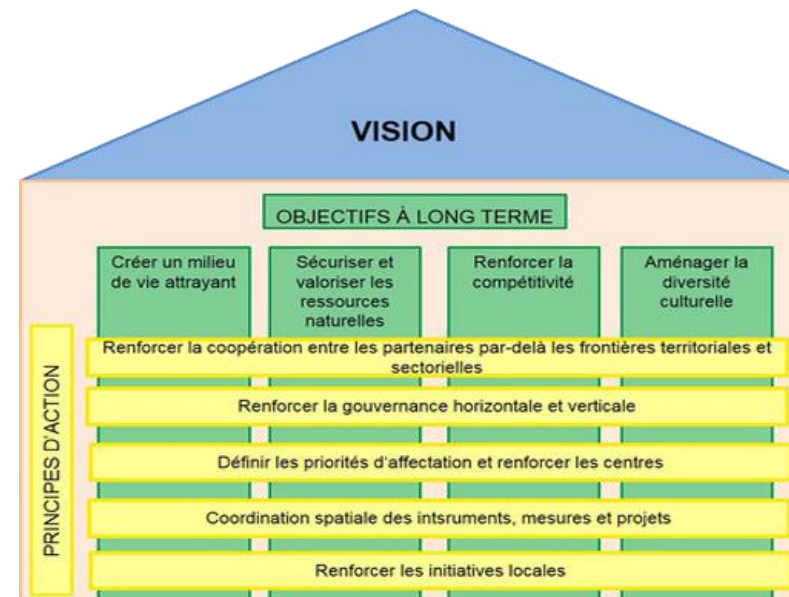 VISION
OBJECTIFS À LONG TERME
Créer un milieu
de vie attrayant
Sécuriser et
valoriser les
ressources
naturelles
Renforcer la
compétitivité
Aménager la
diversité
culturelle
PRINCIPES D'ACTION
Renforcer la coopération entre les partenaires par-delà les frontières territoriales et
sectorielles
Renforcer la gouvernance horizontale et verticale
Définir les priorités d'affectation et renforcer les centres
Coordination spatiale des intsruments, mesures et projets
Renforcer les initiatives locales